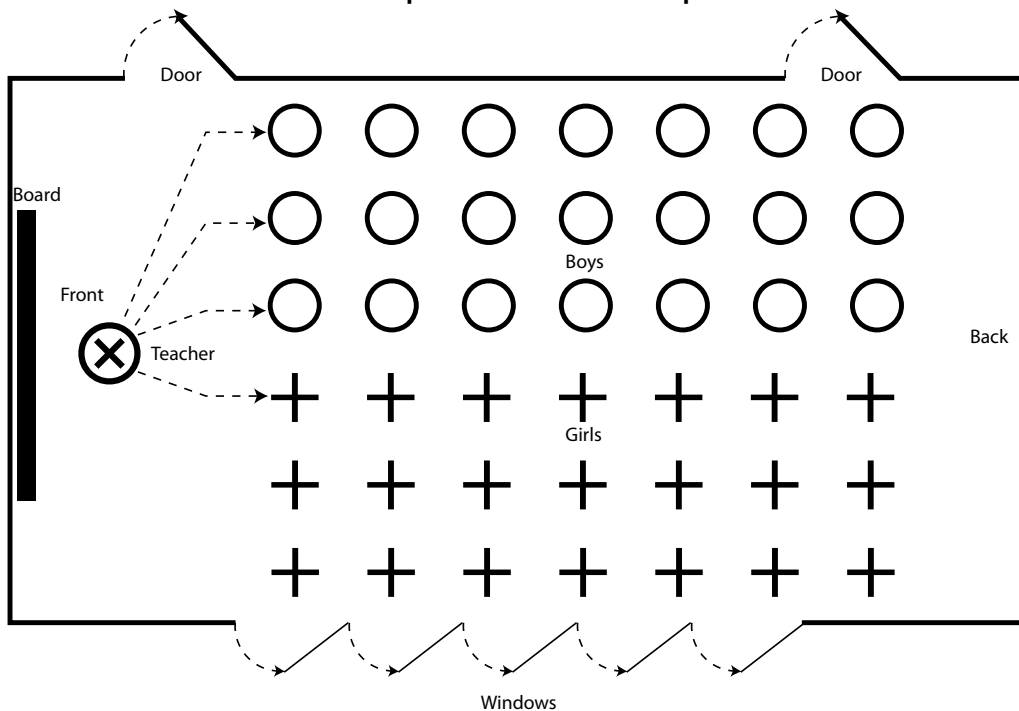 Door
Door
Board
Boys
Front
Back
Teacher
Girls
Windows